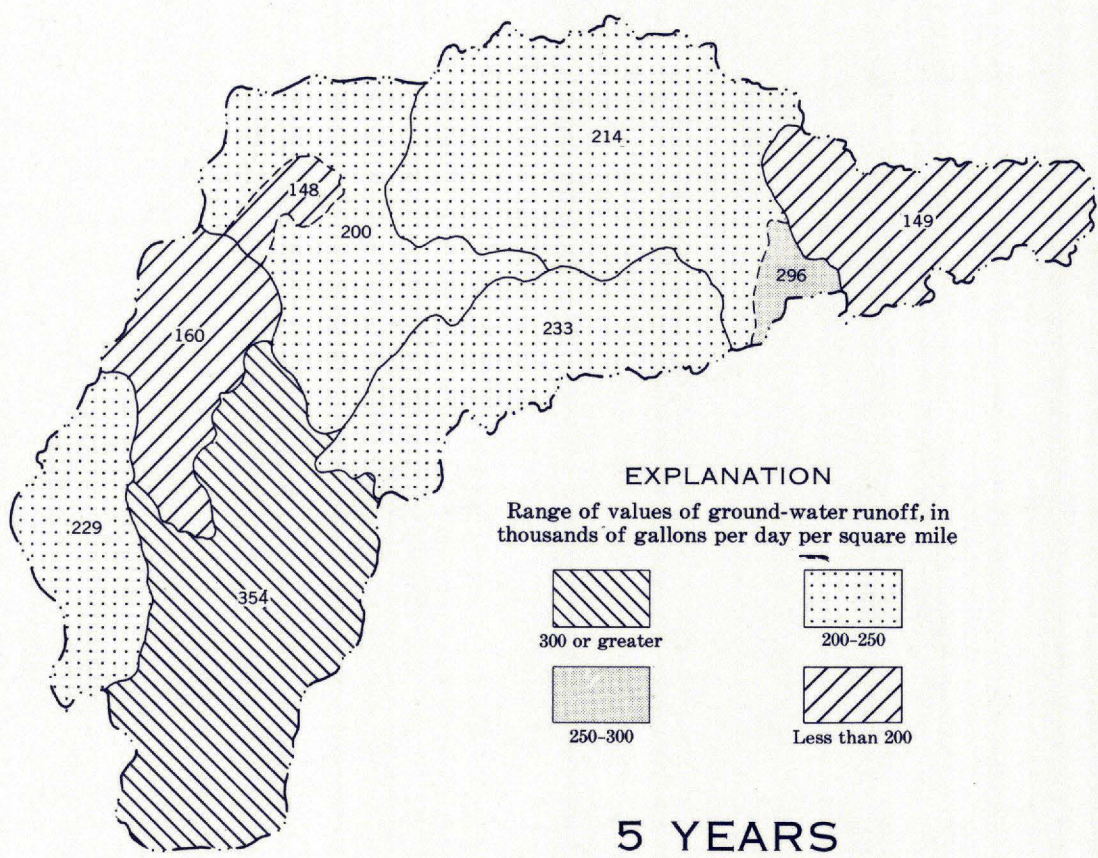 214
148
149
200
296
160
233
EXPLANATION
Range of values of ground-water runoff, in
thousands of gallons per day per square mile
229
354
300 or greater
200-250
250-300
Less than 200
5 YEARS